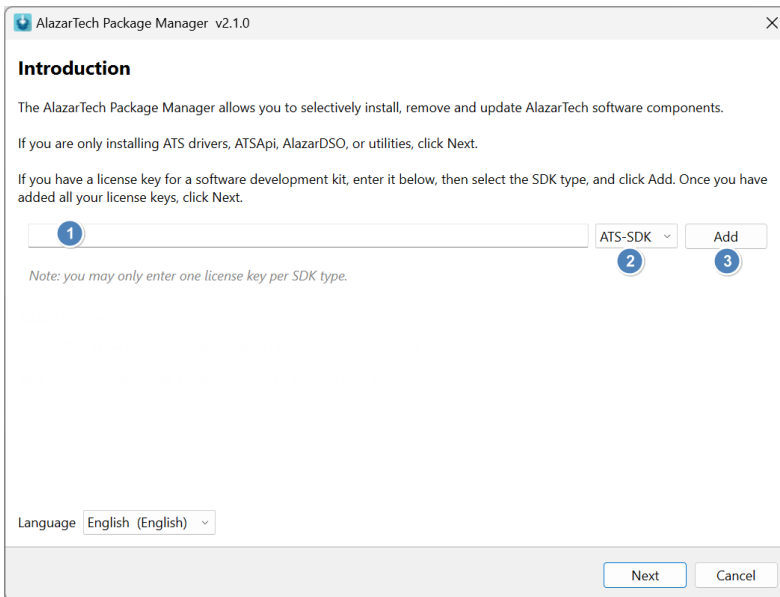 AlazarTech Package Manager v2.1.0
Introduction
The AlazarTech Package Manager allows you to selectively install, remove and update AlazarTech software components.
If you are only installing ATS drivers, ATSApi, AlazarDSO, or utilities, click Next.
If you have a license key for a software development kit, enter it below, then select the SDK type, and click Add. Once you have
added all your license keys, click Next.
1
ATS-SDK
Add
2
3
Note: you may only enter one license key per SDK type.
Language English (English)
Next
Cancel